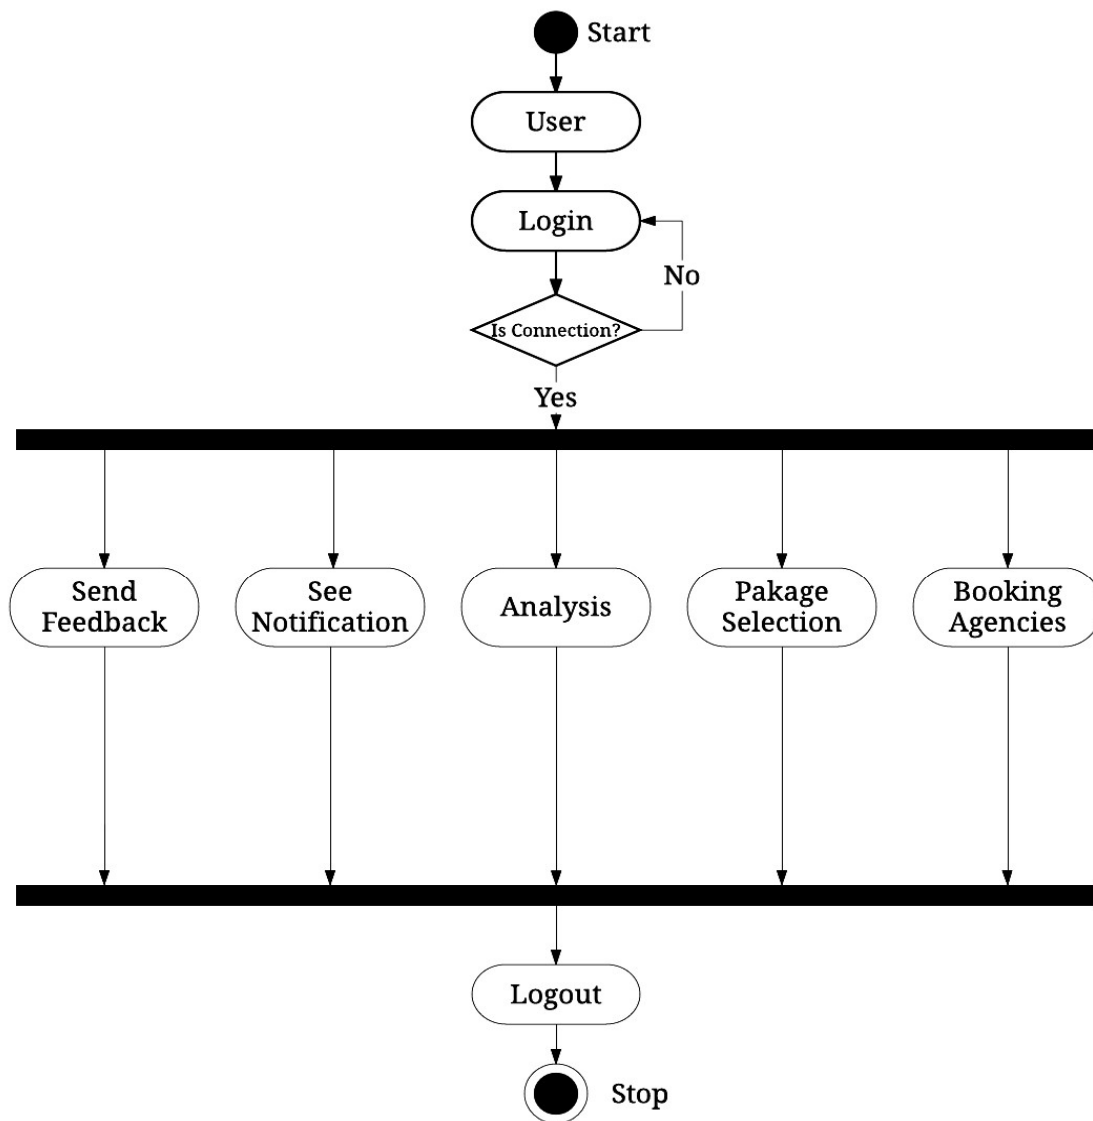 Start
User
Login
No
Is Connection?
Yes
Send
Feedback
See
Notification
Analysis
Pakage
Selection
Booking
Agencies
Logout
Stop